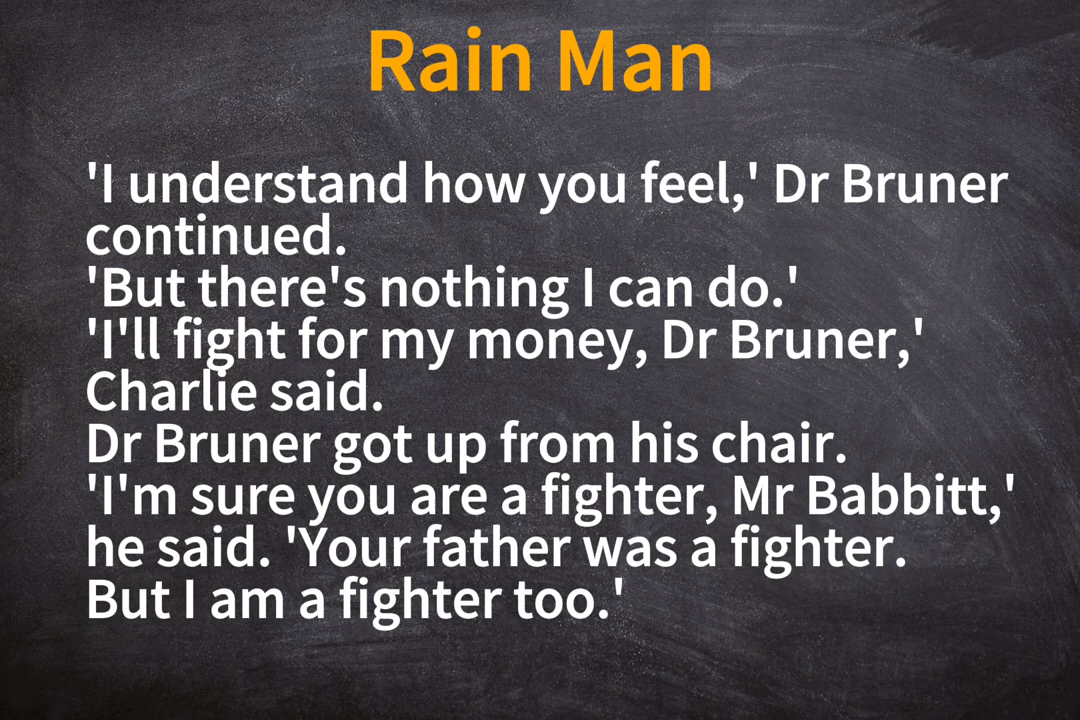 Rain Man
'I understand how you feel,' Dr Bruner
continued.
'But there's nothing I can do.'
'I'll fight for my money, Dr Bruner,'
Charlie said.
Dr Bruner got up from his chair.
'I'm sure you are a fighter, Mr Babbitt,'
he said. 'Your father was a fighter.
But I am a fighter too.'